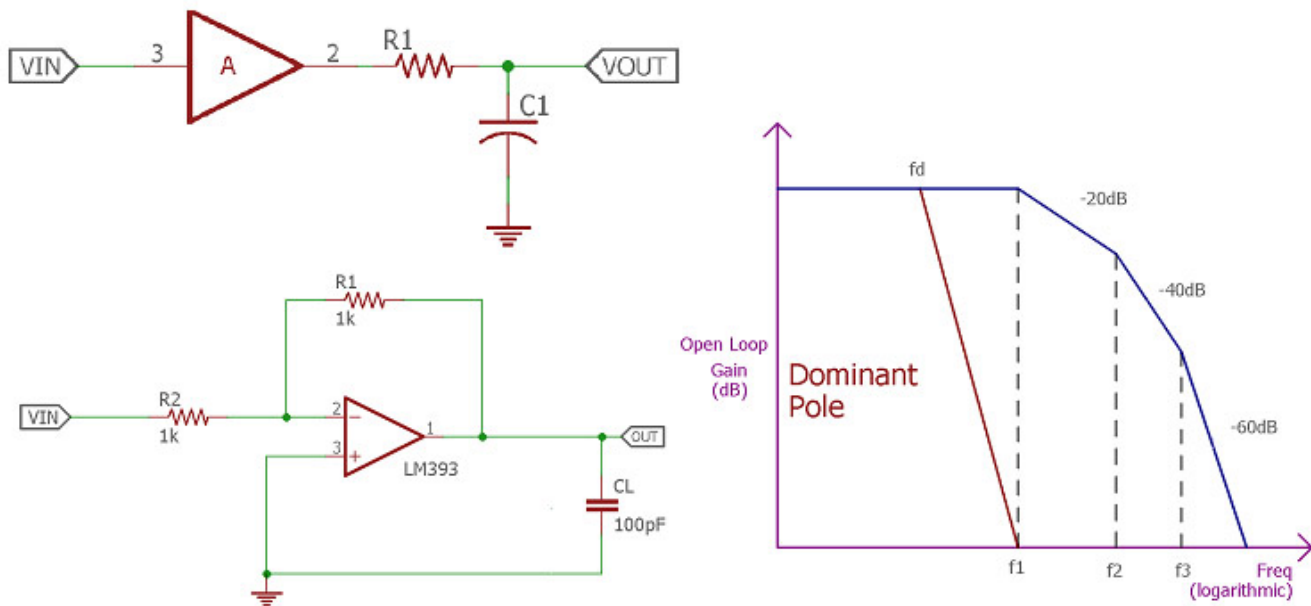 VIN
3
A
2
R1
VOUT
C1
R1
1k
VIN
R2
1k
2
−
3
+
1
LM393
OUT
CL
100pF
fd
-20dB
-40dB
-60dB
Open Loop
Gain
(dB)
Dominant
Pole
f1
f2
f3
Freq
(logarithmic)